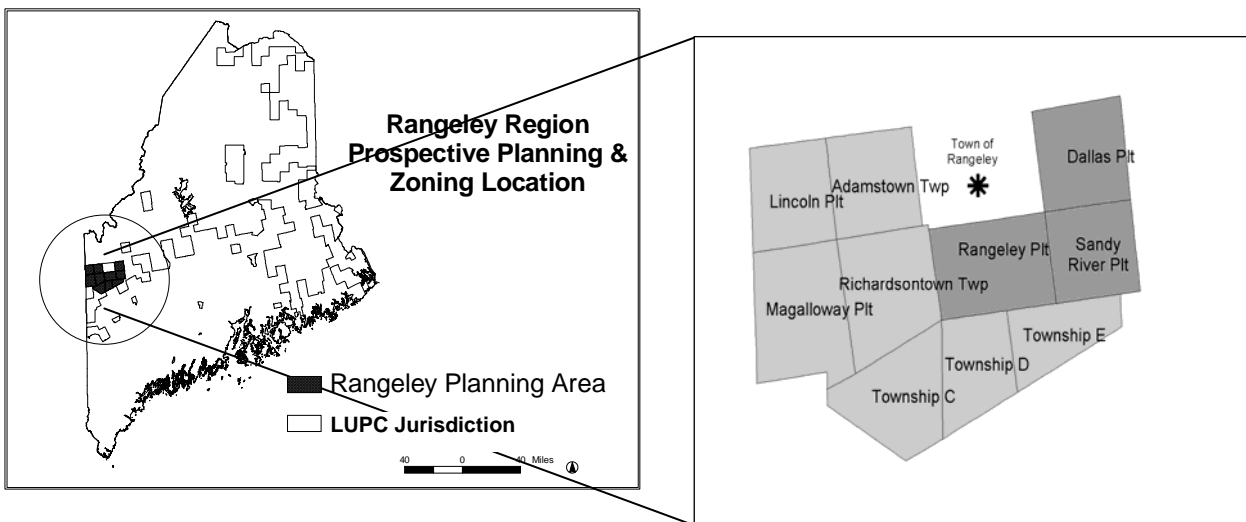 Rangeley Region
Prospective Planning &
Zoning Location
Rangeley Planning Area
LUPC Jurisdiction
40 0 40 Miles
Town of
Rangeley
Dallas Plt
Adamstown Twp
Lincoln Plt
Rangeley Plt
Sandy
River Plt
Richardsontown Twp
Magalloway Plt
Township E
Township D
Township C